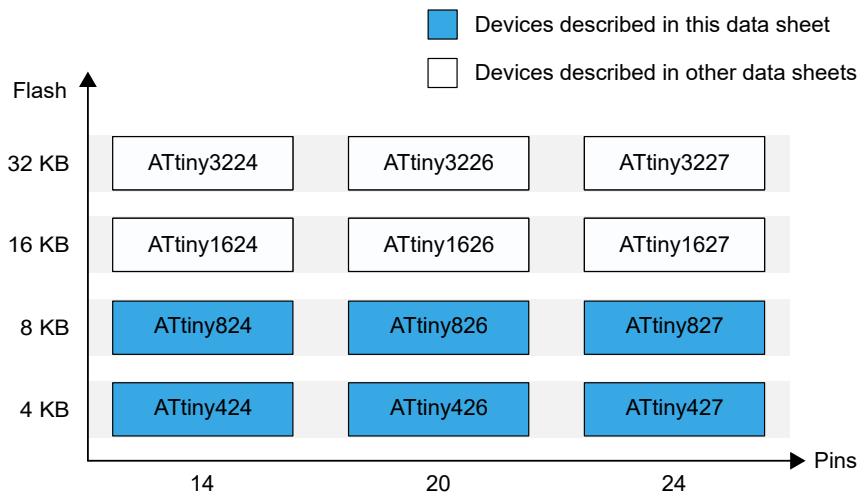 Devices described in this data sheet
Devices described in other data sheets
Flash
32 KB ATtiny3224 ATtiny3226 ATtiny3227
16 KB ATtiny1624 ATtiny1626 ATtiny1627
8 KB ATtiny824 ATtiny826 ATtiny827
4 KB ATtiny424 ATtiny426 ATtiny427
Pins
14 20 24